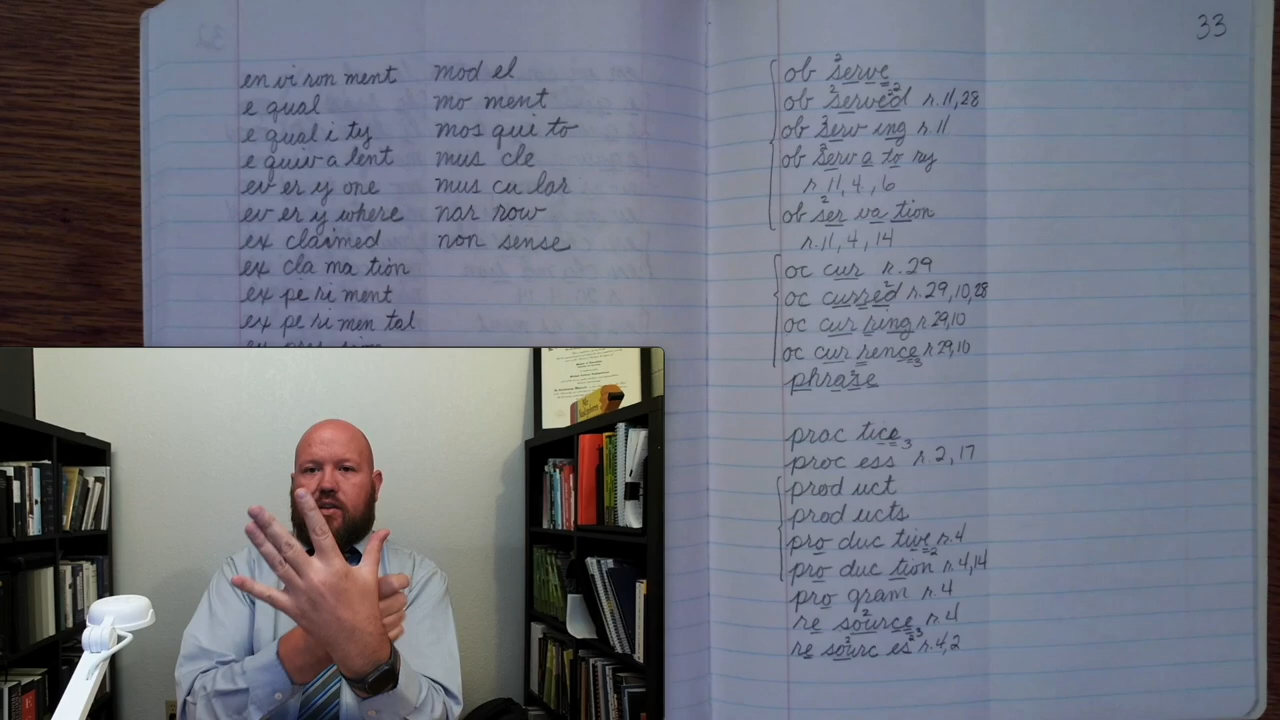 33
en vi ron ment
e qual
e qual i ty
e quiv a lent
ev er y one
ev er y where
ex claimed
ex cla ma tion
ex pe ri ment
ex pe ri men tal
mod el
mo ment
mos qui to
mus cle
mus cu lar
nar row
non sense
ob serve
ob served r. 11, 28
ob serv ing r. 11
ob serv a to ry
r. 11, 4, 6
ob ser va tion
r. 11, 4, 14
oc cur r. 29
oc curred r. 29, 10, 28
oc cur ring r. 29, 10
oc cur rence r. 29, 10
phrase
prac tice
proc ess r. 2, 17
prod uct
prod ucts
pro duc tive r. 4
pro duc tion r. 4, 14
pro gram r. 4
re source r. 4
re sourc es r. 4, 2